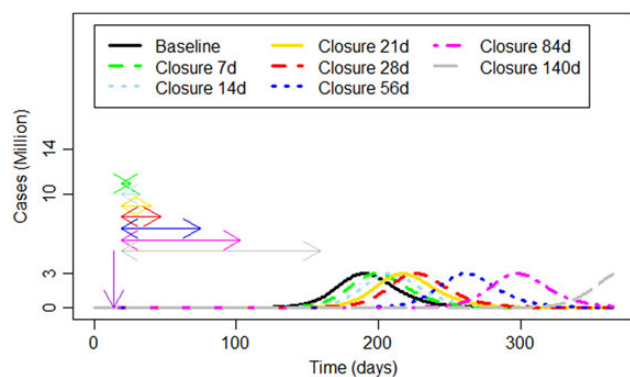 Baseline
Closure 7d
Closure 14d
Closure 21d
Closure 28d
Closure 56d
Closure 84d
Closure 140d
Cases (Million)
14
10
3
0
0 100 200 300
Time (days)